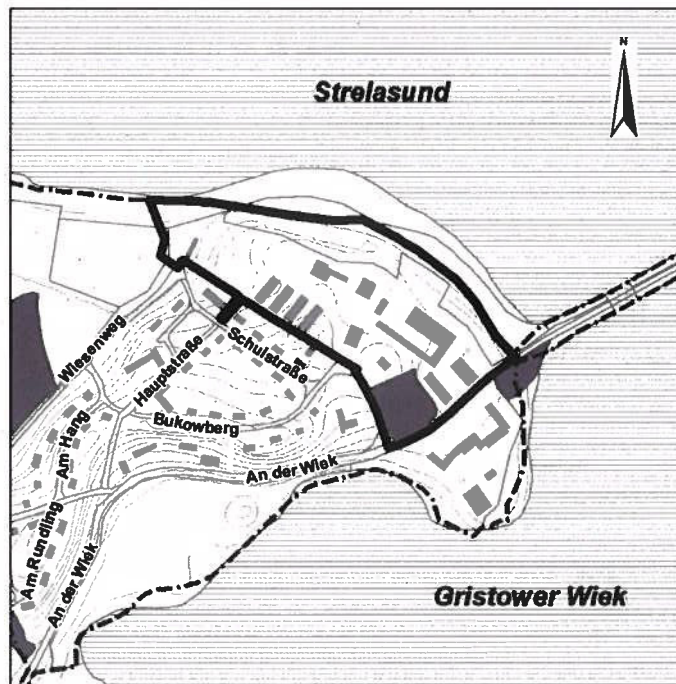 N
Strelasund
Wiesenweg
Hauptstraße
Schulstraße
Bukowberg
Am Hang
An der Wiek
Am Rundling
An der Wiek
Gristower Wiek